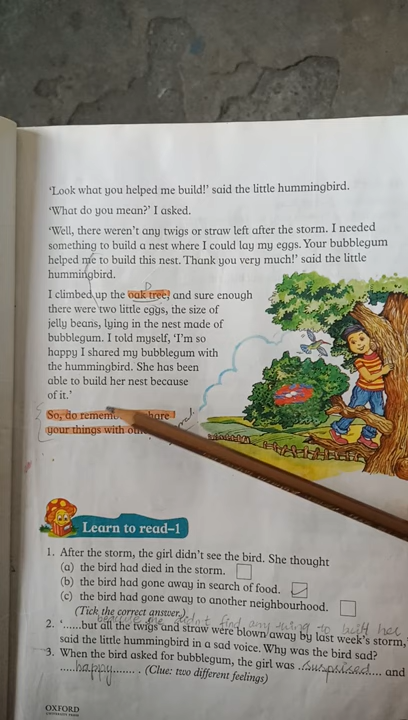 'Look what you helped me build!' said the little hummingbird.
'What do you mean?' I asked.
'Well, there weren't any twigs or straw left after the storm. I needed
something to build a nest where I could lay my eggs. Your bubblegum
helped me to build this nest. Thank you very much!' said the little
hummingbird.
I climbed up the oak tree, and sure enough
there were two little eggs, the size of
jelly beans, lying in the nest made of
bubblegum. I told myself, 'I'm so
happy I shared my bubblegum with
the hummingbird. She has been
able to build her nest because
of it.'
So, do share
your things with
Learn to read–1
1. After the storm, the girl didn't see the bird. She thought
(a) the bird had died in the storm.
(b) the bird had gone away in search of food.
(c) the bird had gone away to another neighbourhood.
(Tick the correct answer.)
didn't find any to
2. '......but all the twigs and straw were blown away by last week's storm,'
said the little hummingbird in a sad voice. Why was the bird sad?
3. When the bird asked for bubblegum, the girl was surprised and
happy (Clue: two different feelings)
OXFORD
UNIVERSITY PRESS